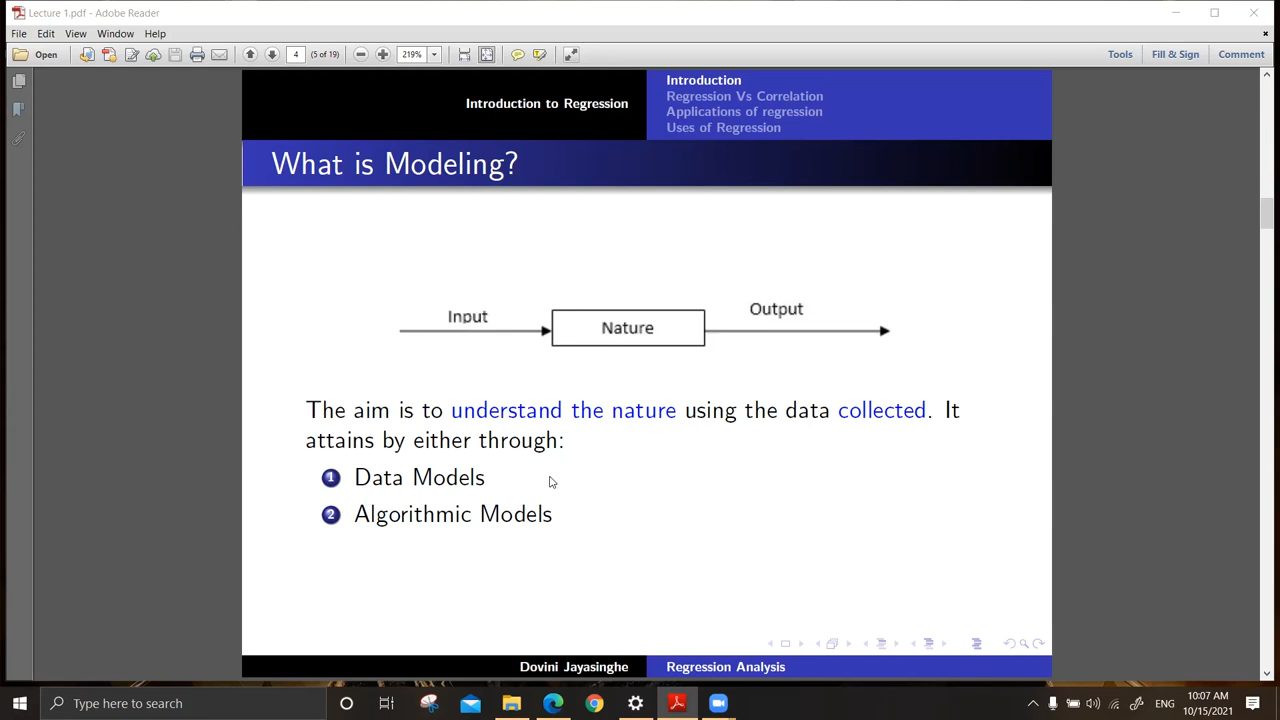 Lecture 1.pdf - Adobe Reader
File Edit View Window Help
Open 4 (5 of 19) 219% Tools Fill & Sign Comment
Introduction to Regression
Introduction
Regression Vs Correlation
Applications of regression
Uses of Regression
What is Modeling?
Input
Nature
Output
The aim is to understand the nature using the data collected. It
attains by either through:
1 Data Models
2 Algorithmic Models
Dovini Jayasinghe
Regression Analysis
Type here to search
ENG
10:07 AM
10/15/2021